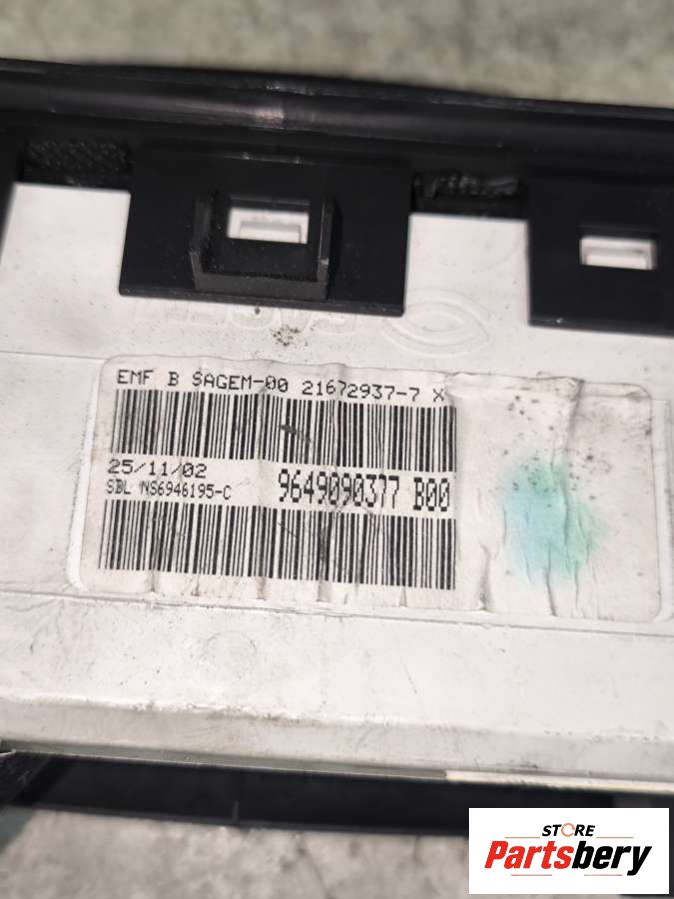 EMF B SAGEM-00 21672937-7 X
25/11/02
SBL NS6946195-C
9649090377 B00
STORE
Partsbery